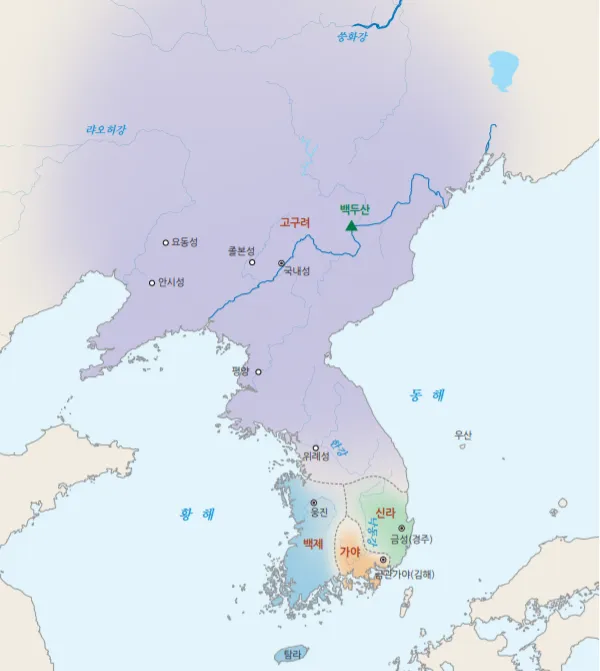 쑹화강
랴오허강
백두산
고구려
요동성
졸본성
국내성
안시성
평양
동 해
우산
한강
위례성
황 해
웅진
신라
낙동강
금성(경주)
백제
가야
금관가야(김해)
탐라